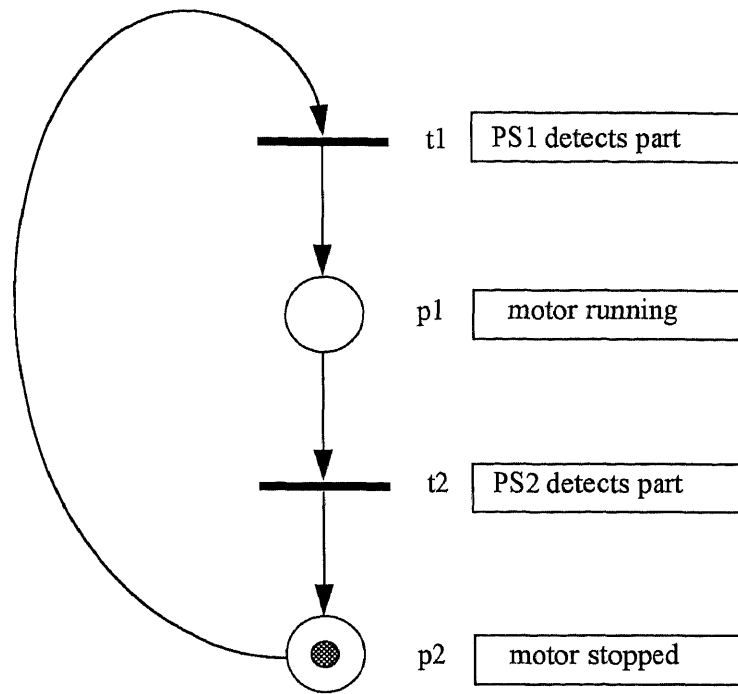 t1 PS1 detects part
p1 motor running
t2 PS2 detects part
p2 motor stopped